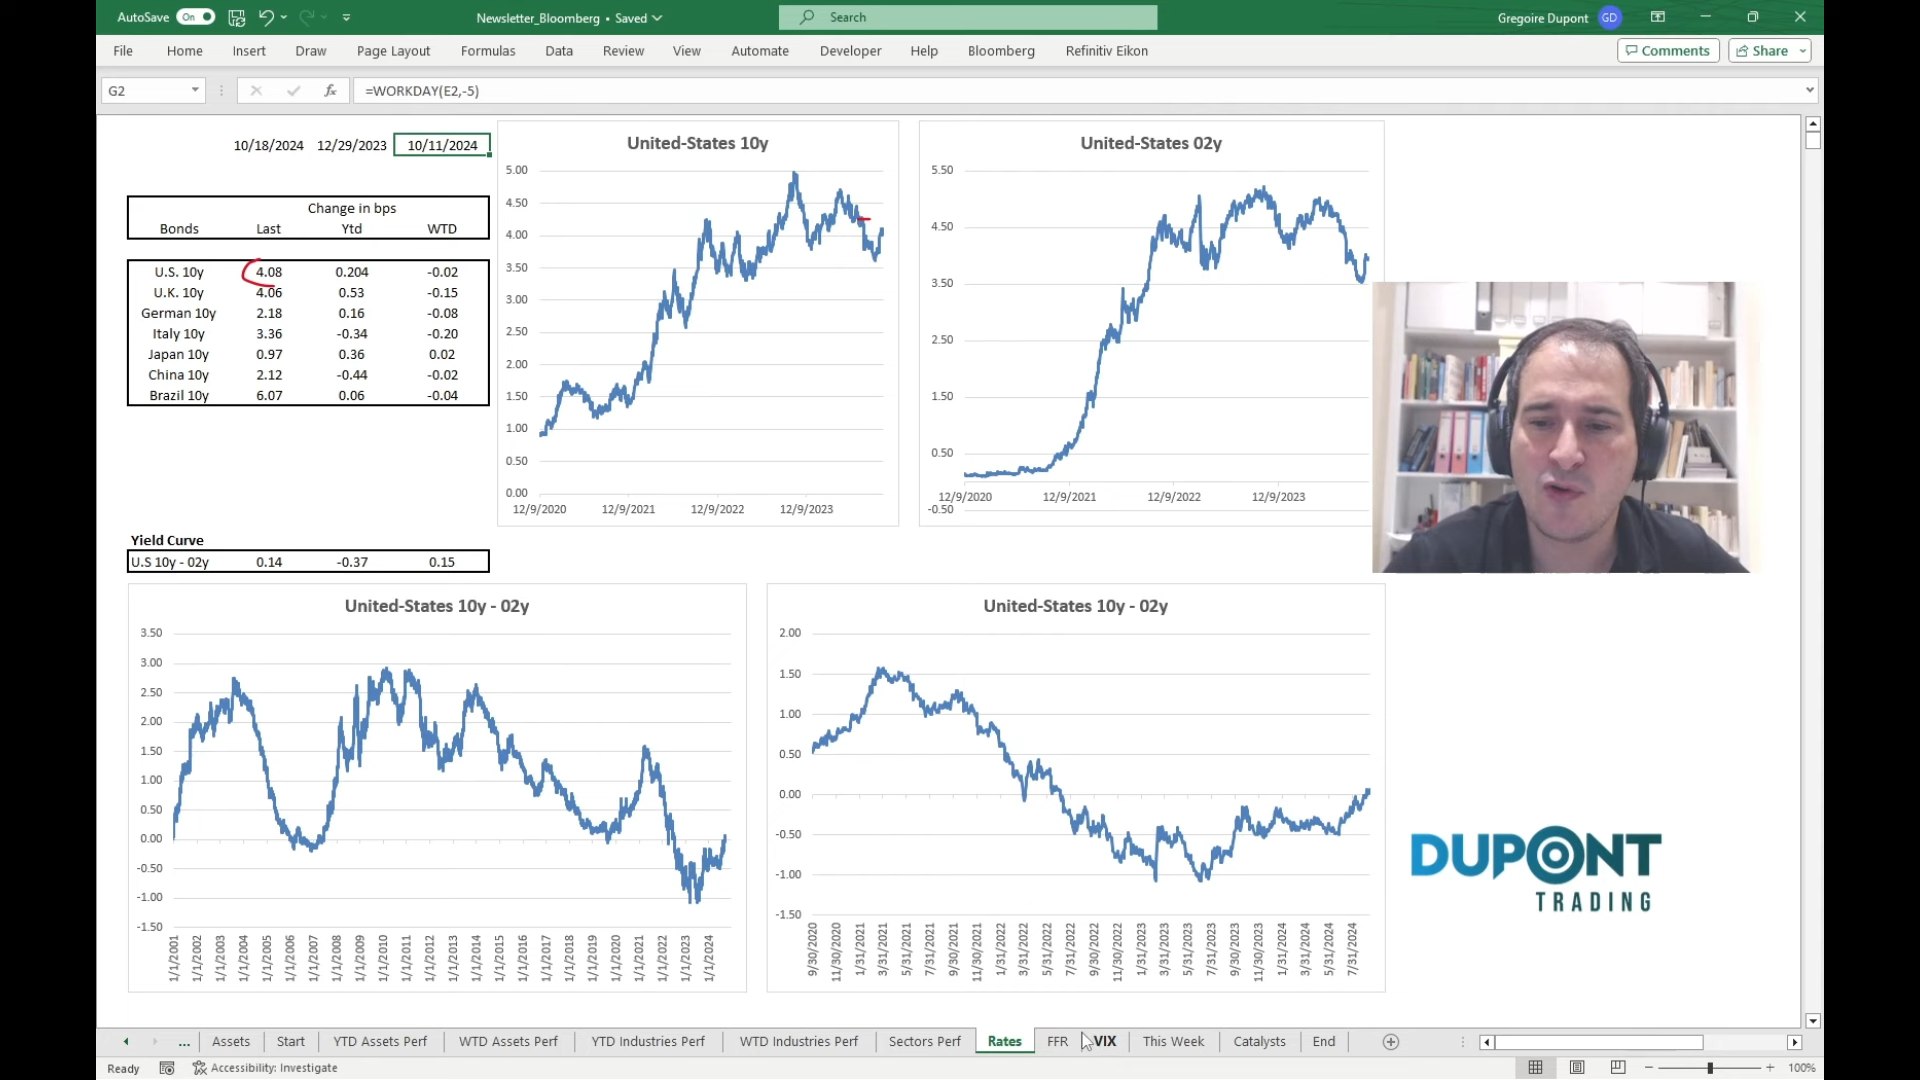 AutoSave On Newsletter_Bloomberg • Saved Search Gregoire Dupont GD
File Home Insert Draw Page Layout Formulas Data Review View Automate Developer Help Bloomberg Refinitiv Eikon Comments Share
G2 fx =WORKDAY(E2,-5)
10/18/2024 12/29/2023 10/11/2024
Change in bps
Bonds Last Ytd WTD
U.S. 10y 4.08 0.204 -0.02
U.K. 10y 4.06 0.53 -0.15
German 10y 2.18 0.16 -0.08
Italy 10y 3.36 -0.34 -0.20
Japan 10y 0.97 0.36 0.02
China 10y 2.12 -0.44 -0.02
Brazil 10y 6.07 0.06 -0.04
United-States 10y
5.00
4.50
4.00
3.50
3.00
2.50
2.00
1.50
1.00
0.50
0.00
12/9/2020 12/9/2021 12/9/2022 12/9/2023
United-States 02y
5.50
4.50
3.50
2.50
1.50
0.50
-0.50
12/9/2020 12/9/2021 12/9/2022 12/9/2023
Yield Curve
U.S 10y - 02y 0.14 -0.37 0.15
United-States 10y - 02y
3.50
3.00
2.50
2.00
1.50
1.00
0.50
0.00
-0.50
-1.00
-1.50
1/1/2001 1/1/2002 1/1/2003 1/1/2004 1/1/2005 1/1/2006 1/1/2007 1/1/2008 1/1/2009 1/1/2010 1/1/2011 1/1/2012 1/1/2013 1/1/2014 1/1/2015 1/1/2016 1/1/2017 1/1/2018 1/1/2019 1/1/2020 1/1/2021 1/1/2022 1/1/2023 1/1/2024
United-States 10y - 02y
2.00
1.50
1.00
0.50
0.00
-0.50
-1.00
-1.50
9/30/2020 11/30/2020 1/31/2021 3/31/2021 5/31/2021 7/31/2021 9/30/2021 11/30/2021 1/31/2022 3/31/2022 5/31/2022 7/31/2022 9/30/2022 11/30/2022 1/31/2023 3/31/2023 5/31/2023 7/31/2023 9/30/2023 11/30/2023 1/31/2024 3/31/2024 5/31/2024 7/31/2024
DUPONT
TRADING
... Assets Start YTD Assets Perf WTD Assets Perf YTD Industries Perf WTD Industries Perf Sectors Perf Rates FFR VIX This Week Catalysts End
Ready Accessibility: Investigate 100%